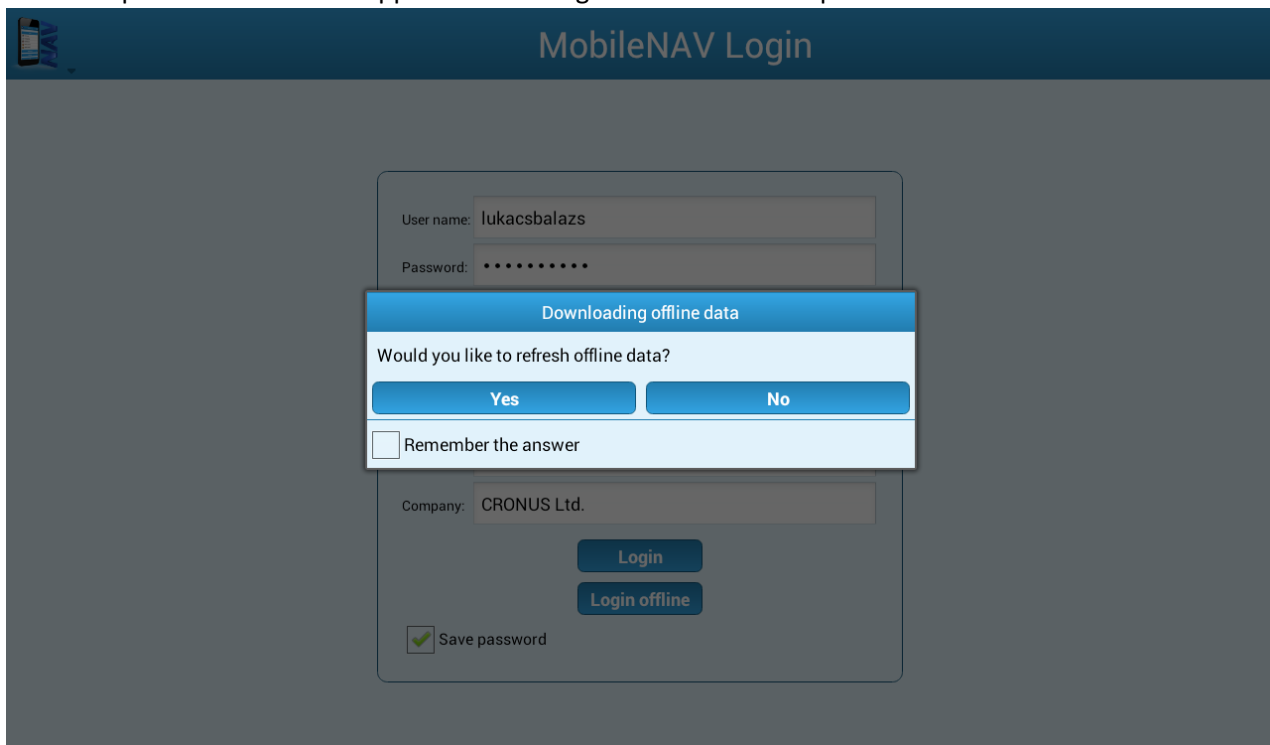 NAV
MobileNAV Login
User name: lukacsbalazs
Password: ••••••••••
Downloading offline data
Would you like to refresh offline data?
Yes No
Remember the answer
Company: CRONUS Ltd.
Login
Login offline
Save password